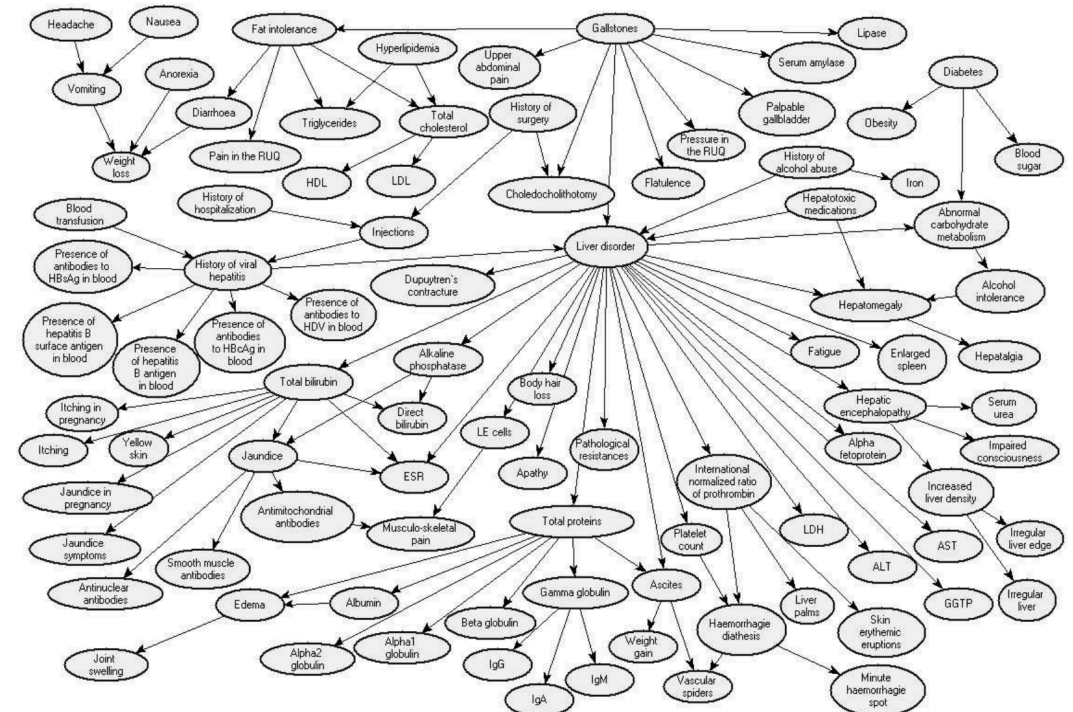 Headache
Nausea
Fat intolerance
Gallstones
Lipase
Hyperlipidemia
Upper
abdominal
pain
Serum amylase
Vomiting
Anorexia
Diabetes
Diarrhoea
Triglycerides
Total
cholesterol
History of
surgery
Palpable
gallbladder
Obesity
Weight
loss
Pain in the RUQ
HDL
LDL
Choledocholithotomy
Flatulence
Pressure in
the RUQ
History of
alcohol abuse
Iron
Blood
sugar
Blood
transfusion
History of
hospitalization
Injections
Liver disorder
Hepatotoxic
medications
Abnormal
carbohydrate
metabolism
Presence of
antibodies to
HBsAg in blood
History of viral
hepatitis
Dupuytren`s
contracture
Hepatomegaly
Alcohol
intolerance
Presence of
hepatitis B
surface antigen
in blood
Presence
of hepatitis
B antigen
in blood
Presence of
antibodies
to HBcAg in
blood
Presence of
antibodies to
HDV in blood
Alkaline
phosphatase
Fatigue
Enlarged
spleen
Hepatalgia
Total bilirubin
Body hair
loss
Itching in
pregnancy
Direct
bilirubin
Hepatic
encephalopathy
Serum
urea
Itching
Yellow
skin
Jaundice
ESR
LE cells
Apathy
Pathological
resistances
International
normalized ratio
of prothrombin
Alpha
fetoprotein
Impaired
consciousness
Jaundice in
pregnancy
Antimitochondrial
antibodies
Musculo-skeletal
pain
Total proteins
Platelet
count
LDH
Increased
liver density
Jaundice
symptoms
Smooth muscle
antibodies
Irregular
liver edge
AST
ALT
Antinuclear
antibodies
Edema
Albumin
Gamma globulin
Ascites
Liver
palms
GGTP
Irregular
liver
Beta globulin
Haemorrhagie
diathesis
Skin
erythemic
eruptions
Joint
swelling
Alpha2
globulin
Alpha1
globulin
IgG
IgA
IgM
Weight
gain
Vascular
spiders
Minute
haemorrhagie
spot